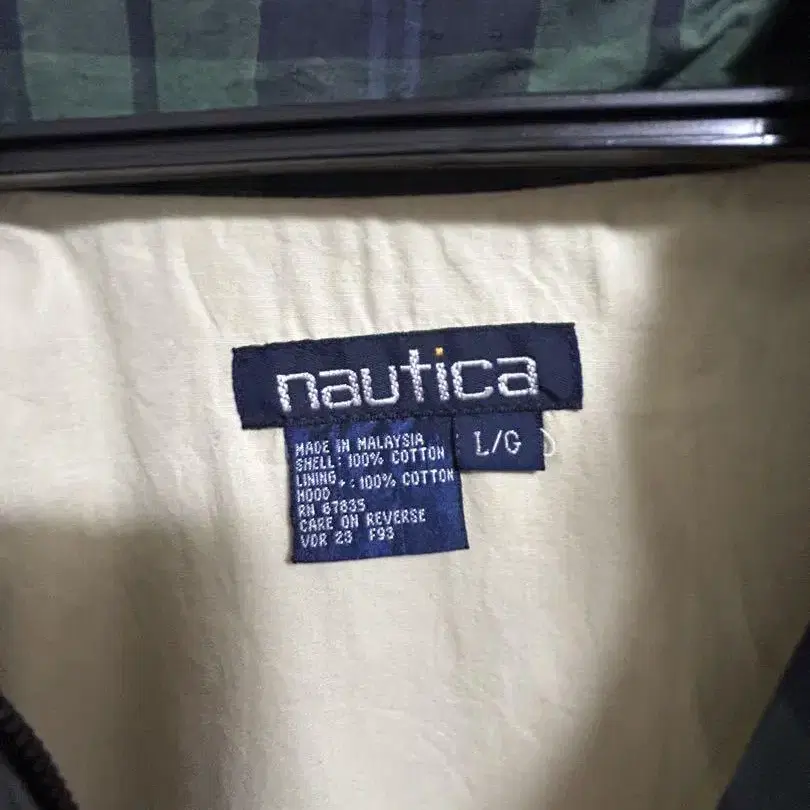 nautica
L/G
MADE IN MALAYSIA
SHELL: 100% COTTON
LINING + : 100% COTTON
HOOD
RN 67835
CARE ON REVERSE
VDR 23 F93